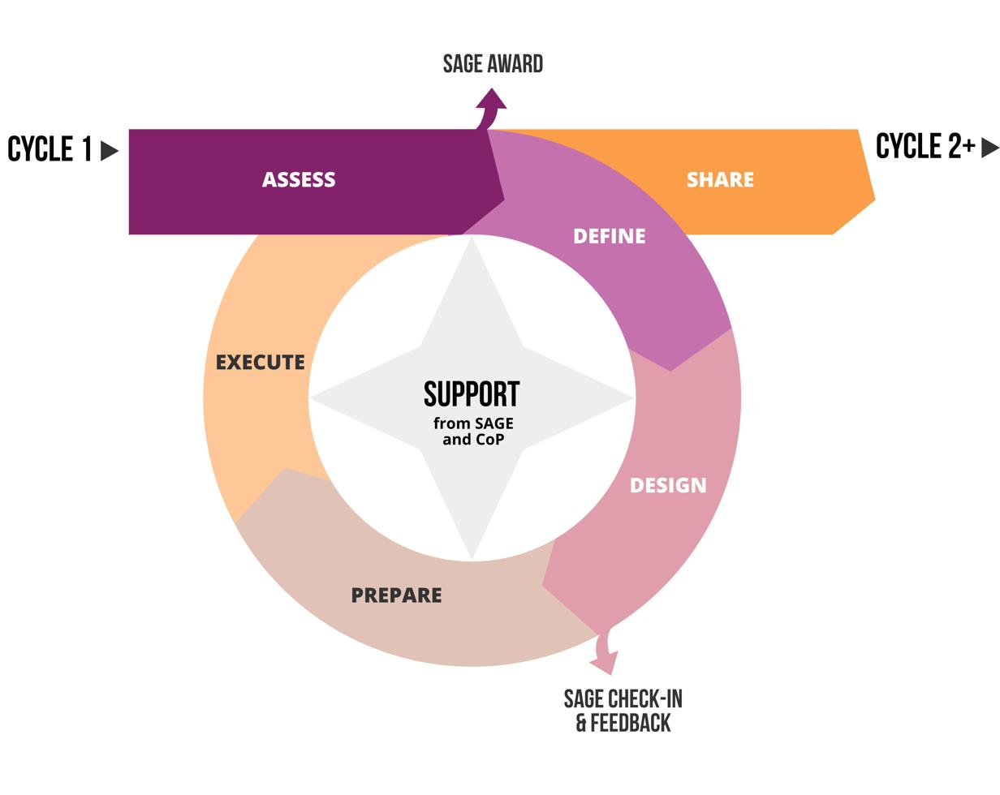 SAGE AWARD
CYCLE 1
CYCLE 2+
ASSESS
SHARE
DEFINE
EXECUTE
SUPPORT
from SAGE
and CoP
DESIGN
PREPARE
SAGE CHECK-IN
& FEEDBACK